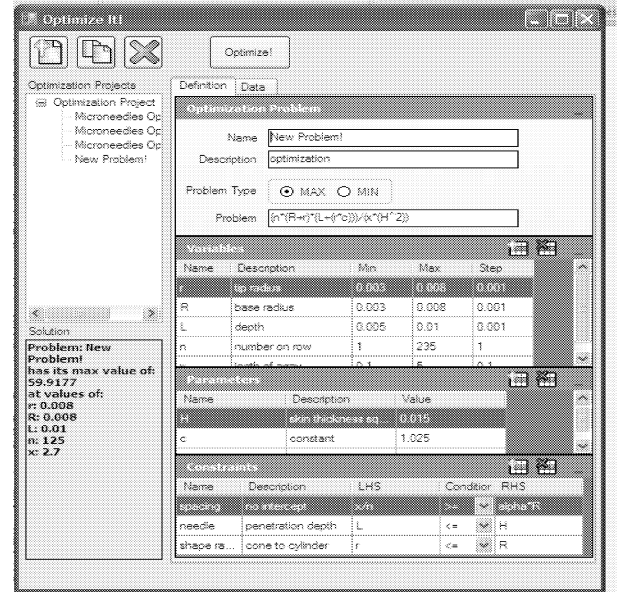 Optimize It!
Optimize!
Optimization Projects
Optimization Project
Microneedles Op
Microneedles Op
Microneedles Op
New Problem!
Solution
Problem: New
Problem!
has its max value of:
59.9177
at values of:
r: 0.008
R: 0.008
L: 0.01
n: 125
x: 2.7
Definition Data
Optimization Problem
Name New Problem!
Description optimization
Problem Type MAX MIN
Problem (n*(R+r)*(L+(r*c)))/(x*(H^2))
Variables
Name Description Min Max Step
r tip radius 0.003 0.008 0.001
R base radius 0.003 0.008 0.001
L depth 0.005 0.01 0.001
n number on row 1 235 1
Parameters
Name Description Value
H skin thickness sq... 0.015
c constant 1.025
Constraints
Name Description LHS Condition RHS
spacing no intercept x/n >= alpha*R
needle penetration depth L <= H
shape ra... cone to cylinder r <= R